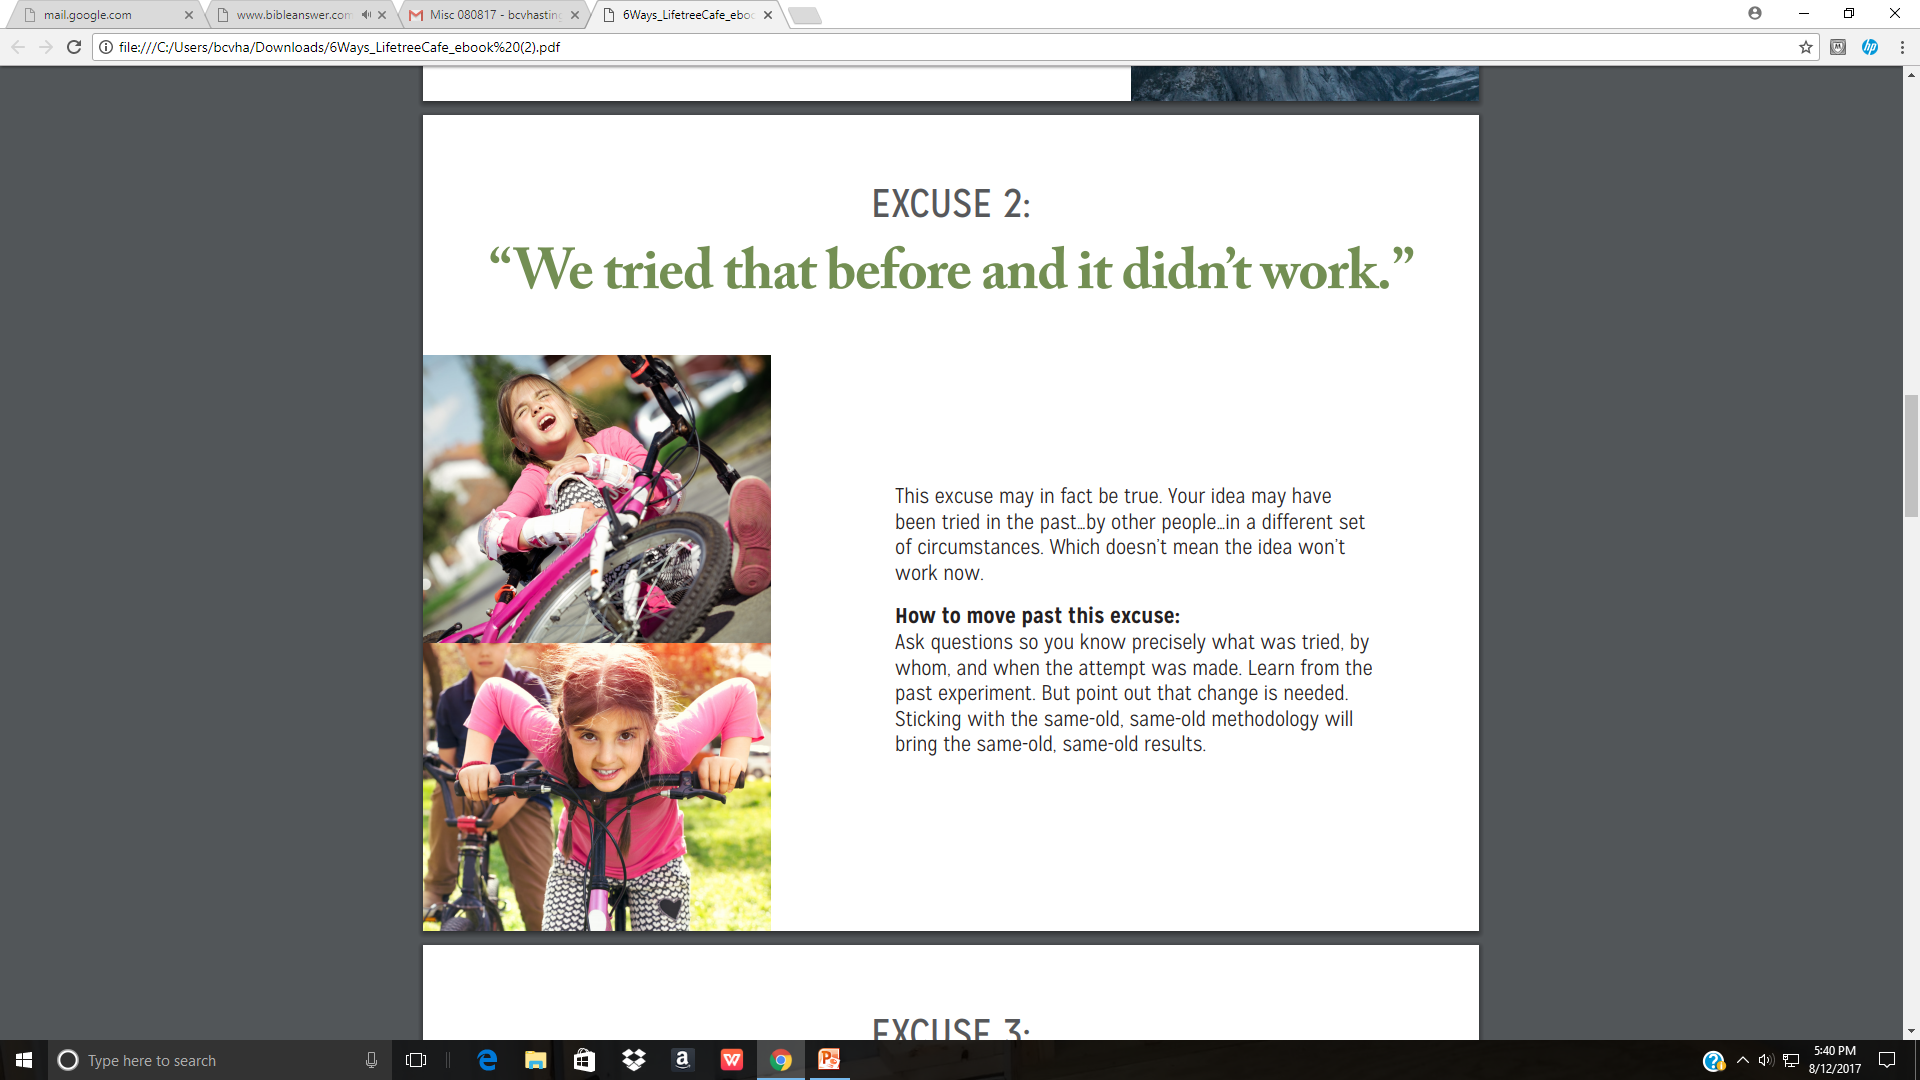 mail.google.com
www.bibleanswer.com
Misc 080817 - bcvhasting
6Ways_LifetreeCafe_eboo
file:///C:/Users/bcvha/Downloads/6Ways_LifetreeCafe_ebook%20(2).pdf
EXCUSE 2:
“We tried that before and it didn’t work.”
This excuse may in fact be true. Your idea may have
been tried in the past…by other people…in a different set
of circumstances. Which doesn’t mean the idea won’t
work now.
How to move past this excuse:
Ask questions so you know precisely what was tried, by
whom, and when the attempt was made. Learn from the
past experiment. But point out that change is needed.
Sticking with the same-old, same-old methodology will
bring the same-old, same-old results.
EXCUSE 3:
Type here to search
5:40 PM
8/12/2017